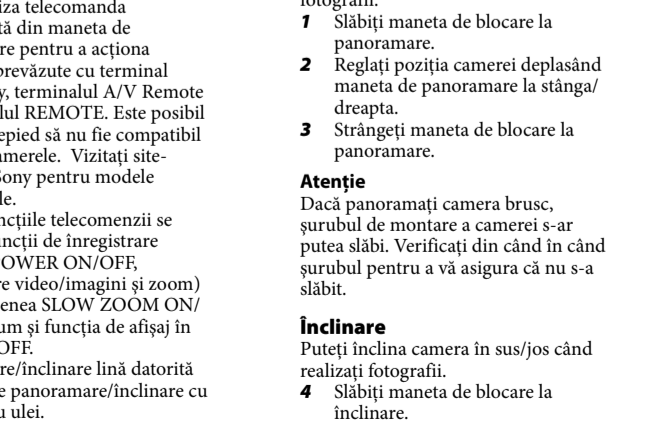 iza telecomanda
tă din maneta de
re pentru a acționa
prevăzute cu terminal
y, terminalul A/V Remote
lul REMOTE. Este posibil
epied să nu fie compatibil
amerele. Vizitați site-
Sony pentru modele
le.
ncțiile telecomenzii se
ncții de înregistrare
OWER ON/OFF,
re video/imagini și zoom)
enea SLOW ZOOM ON/
um și funcția de afișaj în
OFF.
re/înclinare lină datorită
e panoramare/înclinare cu
u ulei.
fotografii.
1 Slăbiți maneta de blocare la
panoramare.
2 Reglați poziția camerei deplasând
maneta de panoramare la stânga/
dreapta.
3 Strângeți maneta de blocare la
panoramare.
Atenție
Dacă panoramați camera brusc,
șurubul de montare a camerei s-ar
putea slăbi. Verificați din când în când
șurubul pentru a vă asigura că nu s-a
slăbit.
Înclinare
Puteți înclina camera în sus/jos când
realizați fotografii.
4 Slăbiți maneta de blocare la
înclinare.